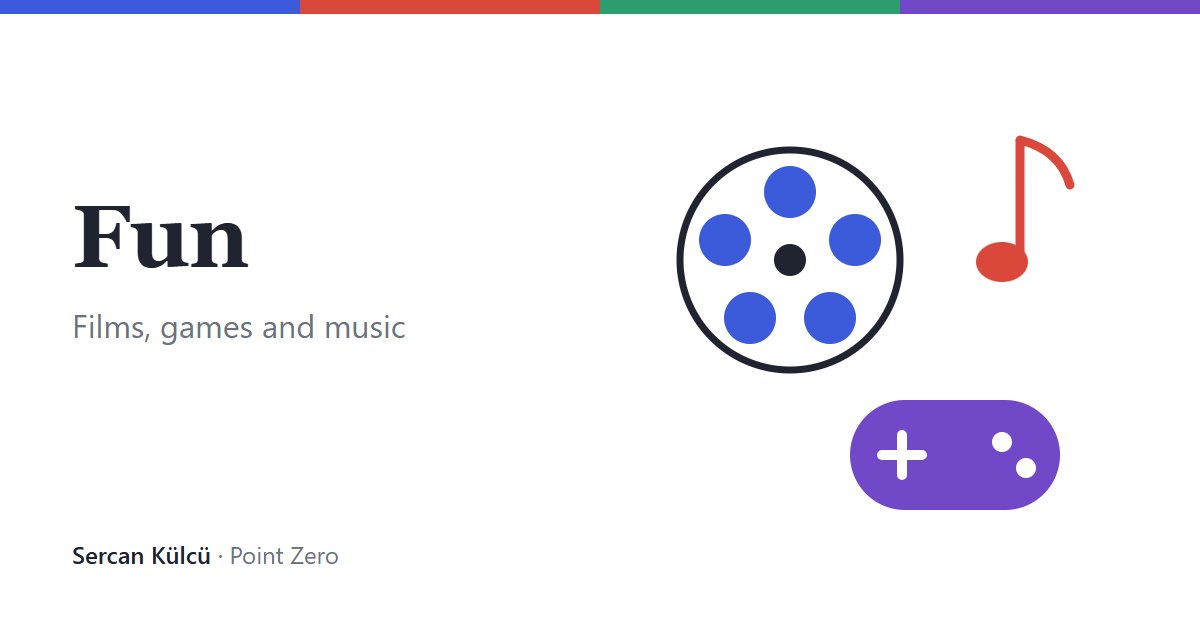 Fun
Films, games and music
Sercan Külcü · Point Zero